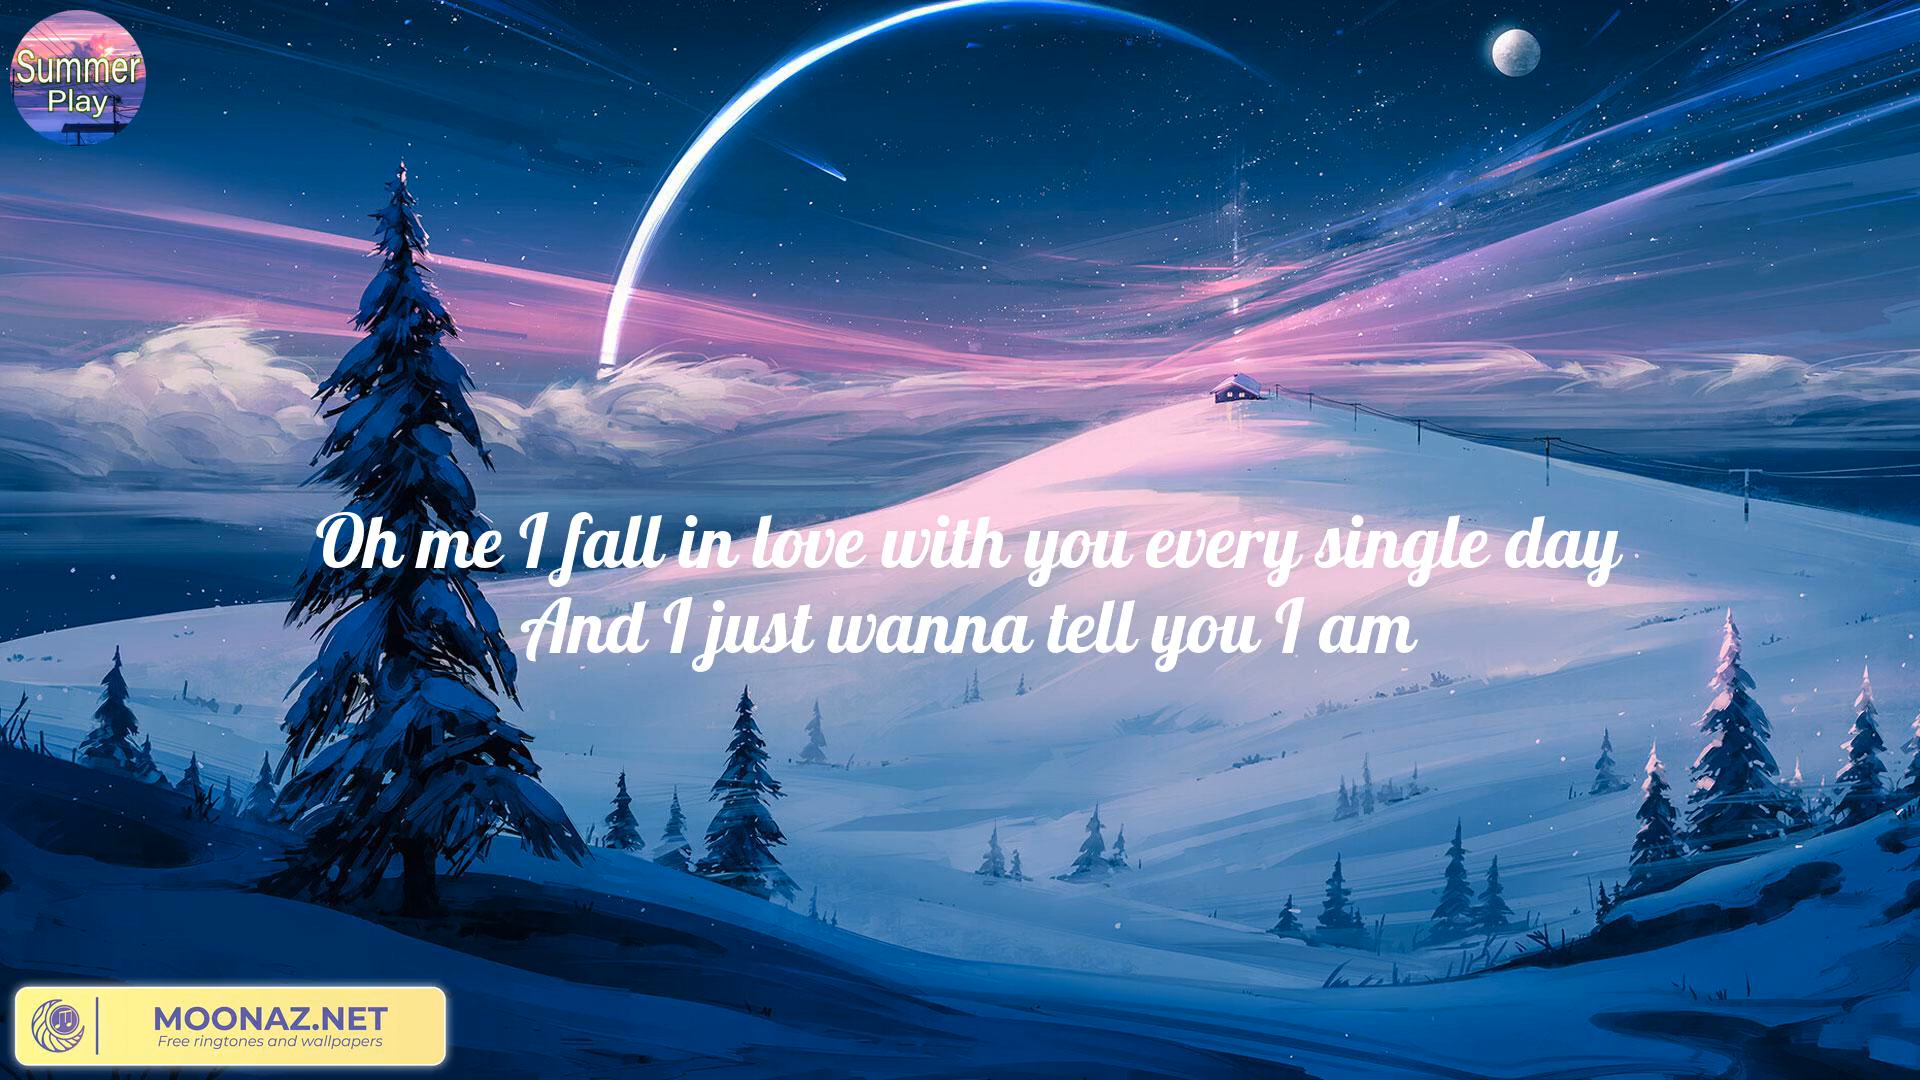 Summer
Play
Oh me I fall in love with you every single day
And I just wanna tell you I am
MOONAZ.NET
Free ringtones and wallpapers